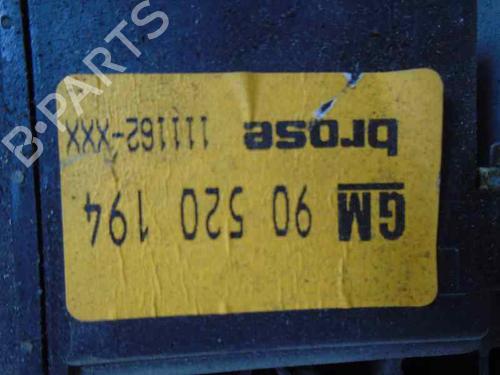 GM 90 520 194
brose 111162-XXX
B-PARTS